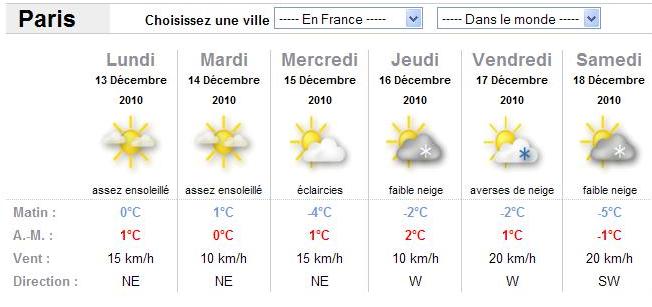 Paris Choisissez une ville ----- En France ----- ----- Dans le monde -----
Lundi Mardi Mercredi Jeudi Vendredi Samedi
13 Décembre 14 Décembre 15 Décembre 16 Décembre 17 Décembre 18 Décembre
2010 2010 2010 2010 2010 2010
assez ensoleillé assez ensoleillé éclaircies faible neige averses de neige faible neige
Matin : 0°C 1°C -4°C -2°C -2°C -5°C
A.-M. : 1°C 0°C 1°C 2°C 1°C -1°C
Vent : 15 km/h 10 km/h 15 km/h 10 km/h 20 km/h 20 km/h
Direction : NE NE NE W W SW